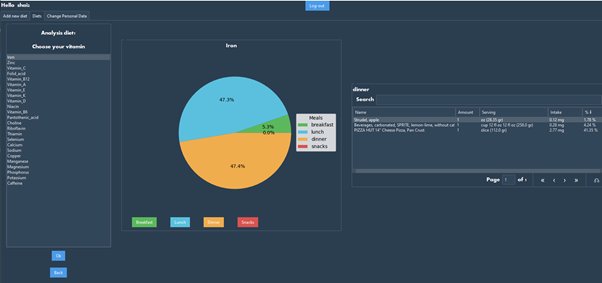 Hello shai:
Log-out
Add new diet Diets Change Personal Data
Analysis diet:
Choose your vitamin
Iron
Zinc
Vitamin_C
Folid_acid
Vitamin_B12
Vitamin_A
Vitamin_E
Vitamin_K
Vitamin_D
Niacin
Vitamin_B6
Pantothenic_acid
Choline
Riboflavin
Thiamin
Selenium
Calcium
Sodium
Copper
Manganese
Magnesium
Phosphorus
Potassium
Caffeine
Ok
Back
Iron
47.3%
5.3%
0.0%
47.4%
Meals
breakfast
lunch
dinner
snacks
Breakfast Lunch Dinner Snacks
dinner
Search
Name Amount Serving Intake %
Strudel, apple 1 oz (28.35 gr) 0.12 mg 1.78 %
Beverages, carbonated, SPRITE, lemon-lime, without caf 1 cup 12 fl oz 12 fl oz (256.0 gr) 0.28 mg 4.24 %
PIZZA HUT 14" Cheese Pizza, Pan Crust 1 slice (112.0 gr) 2.77 mg 41.35 %
Page 1 of 1 « ‹ › »